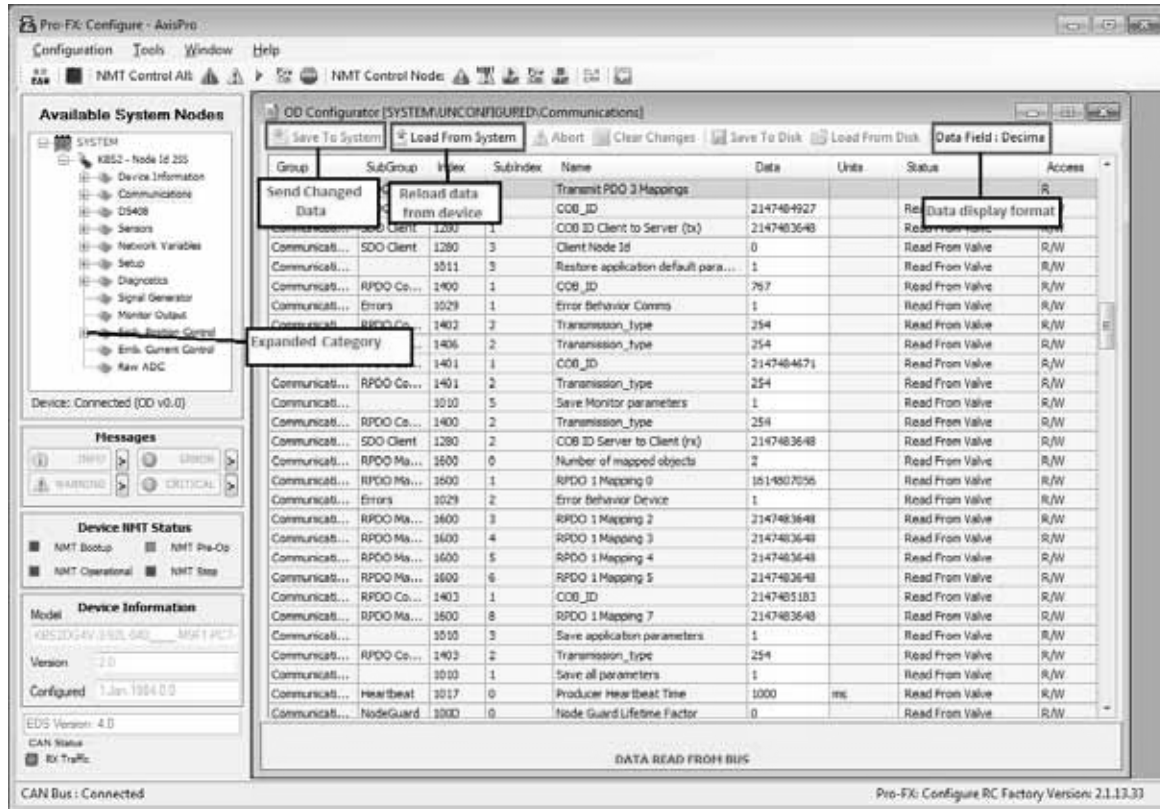 Pro-FX: Configure - AxisPro
Configuration Tools Window Help
NMT Control All: NMT Control Node:
Available System Nodes
SYSTEM
KBS2 - Node Id 255
Device Information
Communications
DS408
Sensors
Network Variables
Setup
Diagnostics
Signal Generator
Monitor Output
Emb. Position Control
Emb. Current Control
Raw ADC
Expanded Category
Device: Connected (OD v0.0)
Messages
INFO > ERROR >
WARNING > CRITICAL >
Device NMT Status
NMT Bootup NMT Pre-Op
NMT Operational NMT Stop
Device Information
Model
Version 2.0
Configured
EDS Version: 4.0
CAN Status
RX Traffic
OD Configurator [SYSTEM\UNCONFIGURED\Communications]
Save To System Load From System Abort Clear Changes Save To Disk Load From Disk Data Field : Decima
Group SubGroup Index Subindex Name Data Units Status Access
Send Changed Data
Reload data from device
Data display format
Transmit PDO 3 Mappings R
COB_ID 2147484927
SDO Client 1280 1 COB ID Client to Server (tx) 2147483648 Read From Valve R/W
Communicati... SDO Client 1280 3 Client Node Id 0 Read From Valve R/W
Communicati... 1011 3 Restore application default para... 1 Read From Valve R/W
Communicati... RPDO Co... 1400 1 COB_ID 767 Read From Valve R/W
Communicati... Errors 1029 1 Error Behavior Comms 1 Read From Valve R/W
Communicati... RPDO Co... 1402 2 Transmission_type 254 Read From Valve R/W
1406 2 Transmission_type 254 Read From Valve R/W
1401 1 COB_ID 2147484671 Read From Valve R/W
Communicati... RPDO Co... 1401 2 Transmission_type 254 Read From Valve R/W
Communicati... 1010 5 Save Monitor parameters 1 Read From Valve R/W
Communicati... RPDO Co... 1400 2 Transmission_type 254 Read From Valve R/W
Communicati... SDO Client 1280 2 COB ID Server to Client (rx) 2147483648 Read From Valve R/W
Communicati... RPDO Ma... 1600 0 Number of mapped objects 2 Read From Valve R/W
Communicati... RPDO Ma... 1600 1 RPDO 1 Mapping 0 1614807056 Read From Valve R/W
Communicati... Errors 1029 2 Error Behavior Device 1 Read From Valve R/W
Communicati... RPDO Ma... 1600 3 RPDO 1 Mapping 2 2147483648 Read From Valve R/W
Communicati... RPDO Ma... 1600 4 RPDO 1 Mapping 3 2147483648 Read From Valve R/W
Communicati... RPDO Ma... 1600 5 RPDO 1 Mapping 4 2147483648 Read From Valve R/W
Communicati... RPDO Ma... 1600 6 RPDO 1 Mapping 5 2147483648 Read From Valve R/W
Communicati... RPDO Co... 1403 1 COB_ID 2147485183 Read From Valve R/W
Communicati... RPDO Ma... 1600 8 RPDO 1 Mapping 7 2147483648 Read From Valve R/W
Communicati... 1010 3 Save application parameters 1 Read From Valve R/W
Communicati... RPDO Co... 1403 2 Transmission_type 254 Read From Valve R/W
Communicati... 1010 1 Save all parameters 1 Read From Valve R/W
Communicati... Heartbeat 1017 0 Producer Heartbeat Time 1000 ms Read From Valve R/W
Communicati... NodeGuard 100D 0 Node Guard Lifetime Factor 0 Read From Valve R/W
DATA READ FROM BUS
CAN Bus : Connected
Pro-FX: Configure RC Factory Version: 2.1.13.33